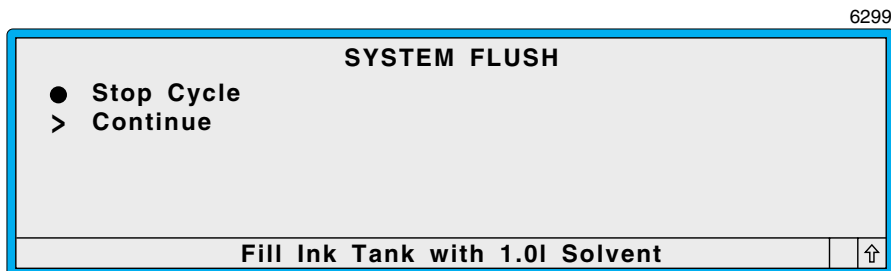 6299
SYSTEM FLUSH
● Stop Cycle
> Continue
Fill Ink Tank with 1.0l Solvent ⇧